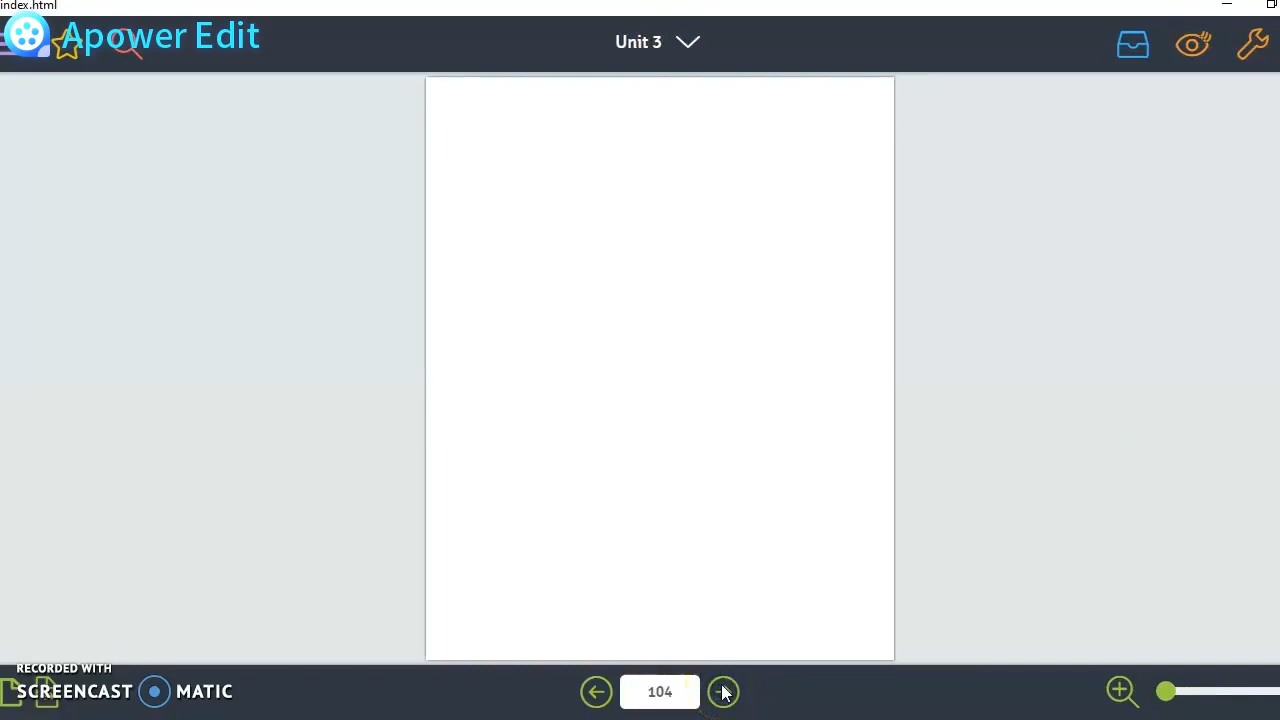 index.html
Apower Edit
Unit 3
RECORDED WITH
SCREENCAST MATIC
104